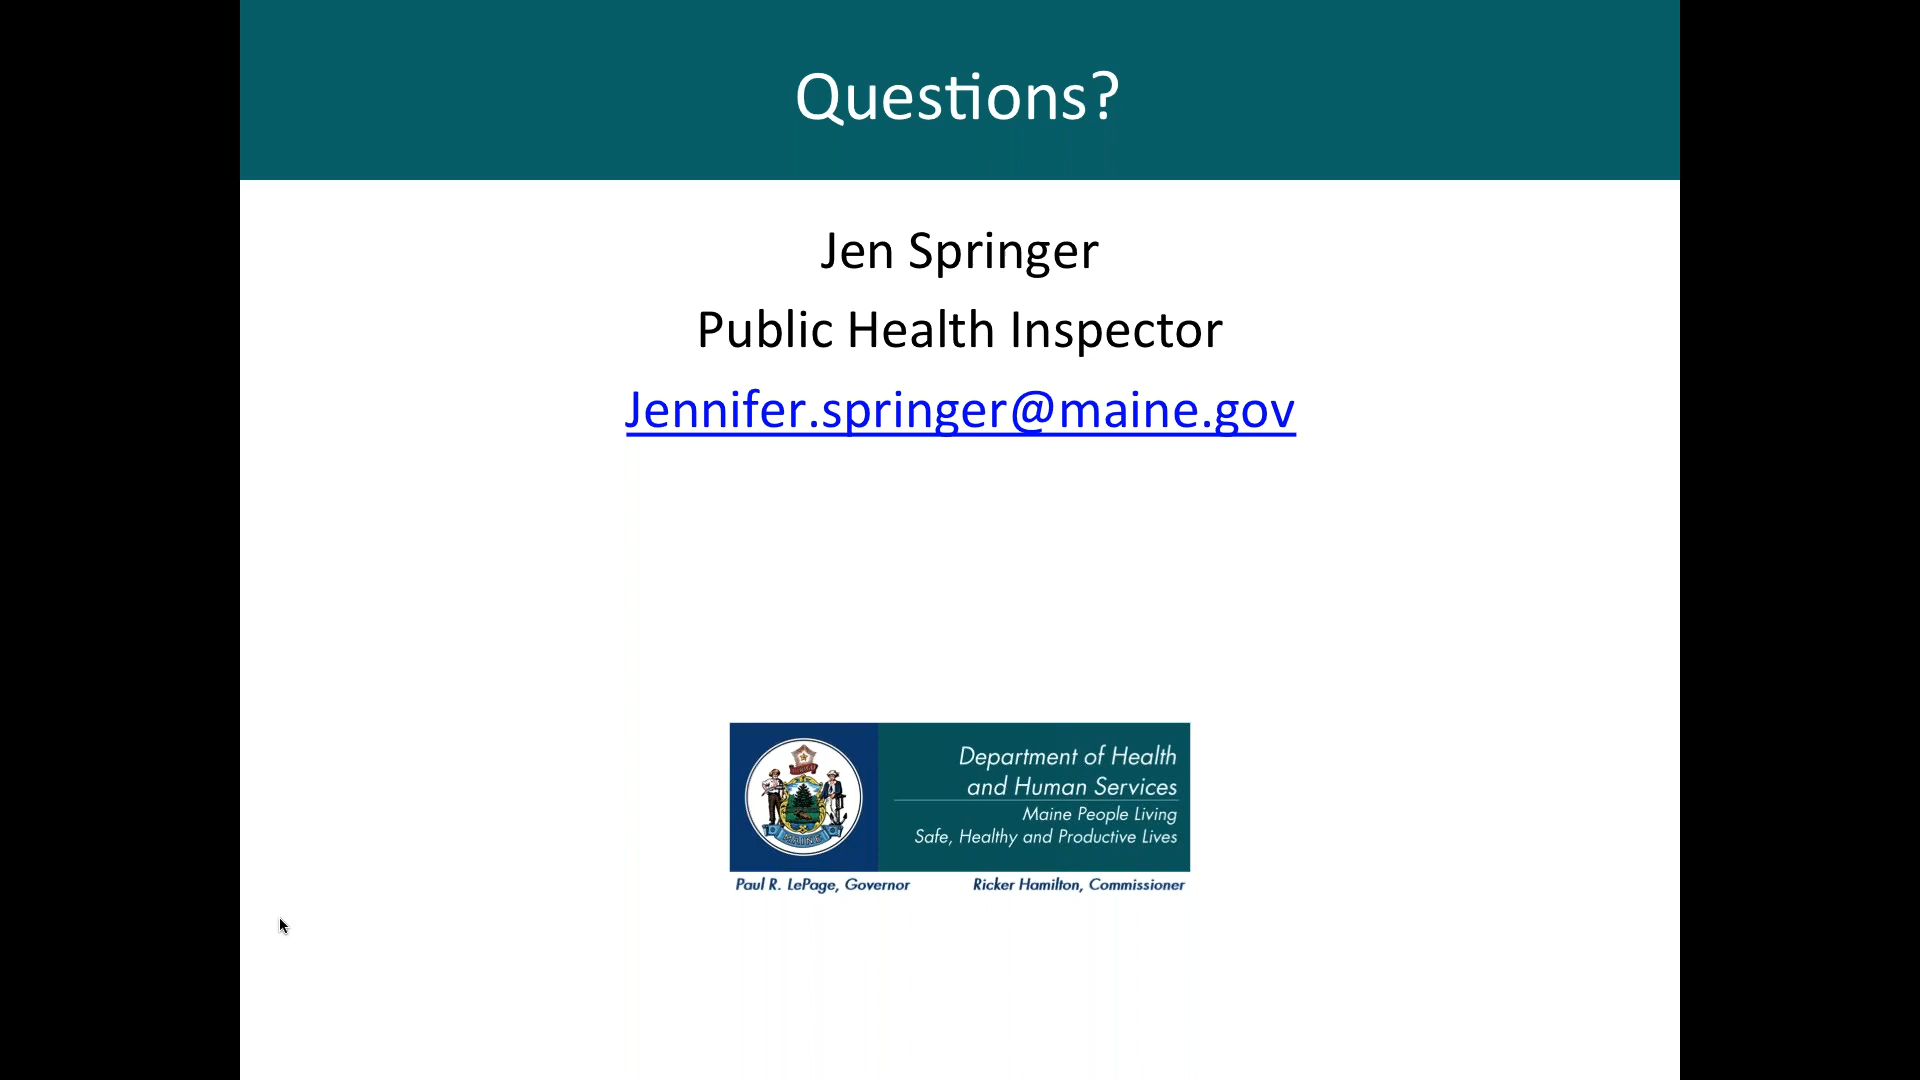 Questions?
Jen Springer
Public Health Inspector
Jennifer.springer@maine.gov
Department of Health
and Human Services
Maine People Living
Safe, Healthy and Productive Lives
MAINE
Paul R. LePage, Governor
Ricker Hamilton, Commissioner